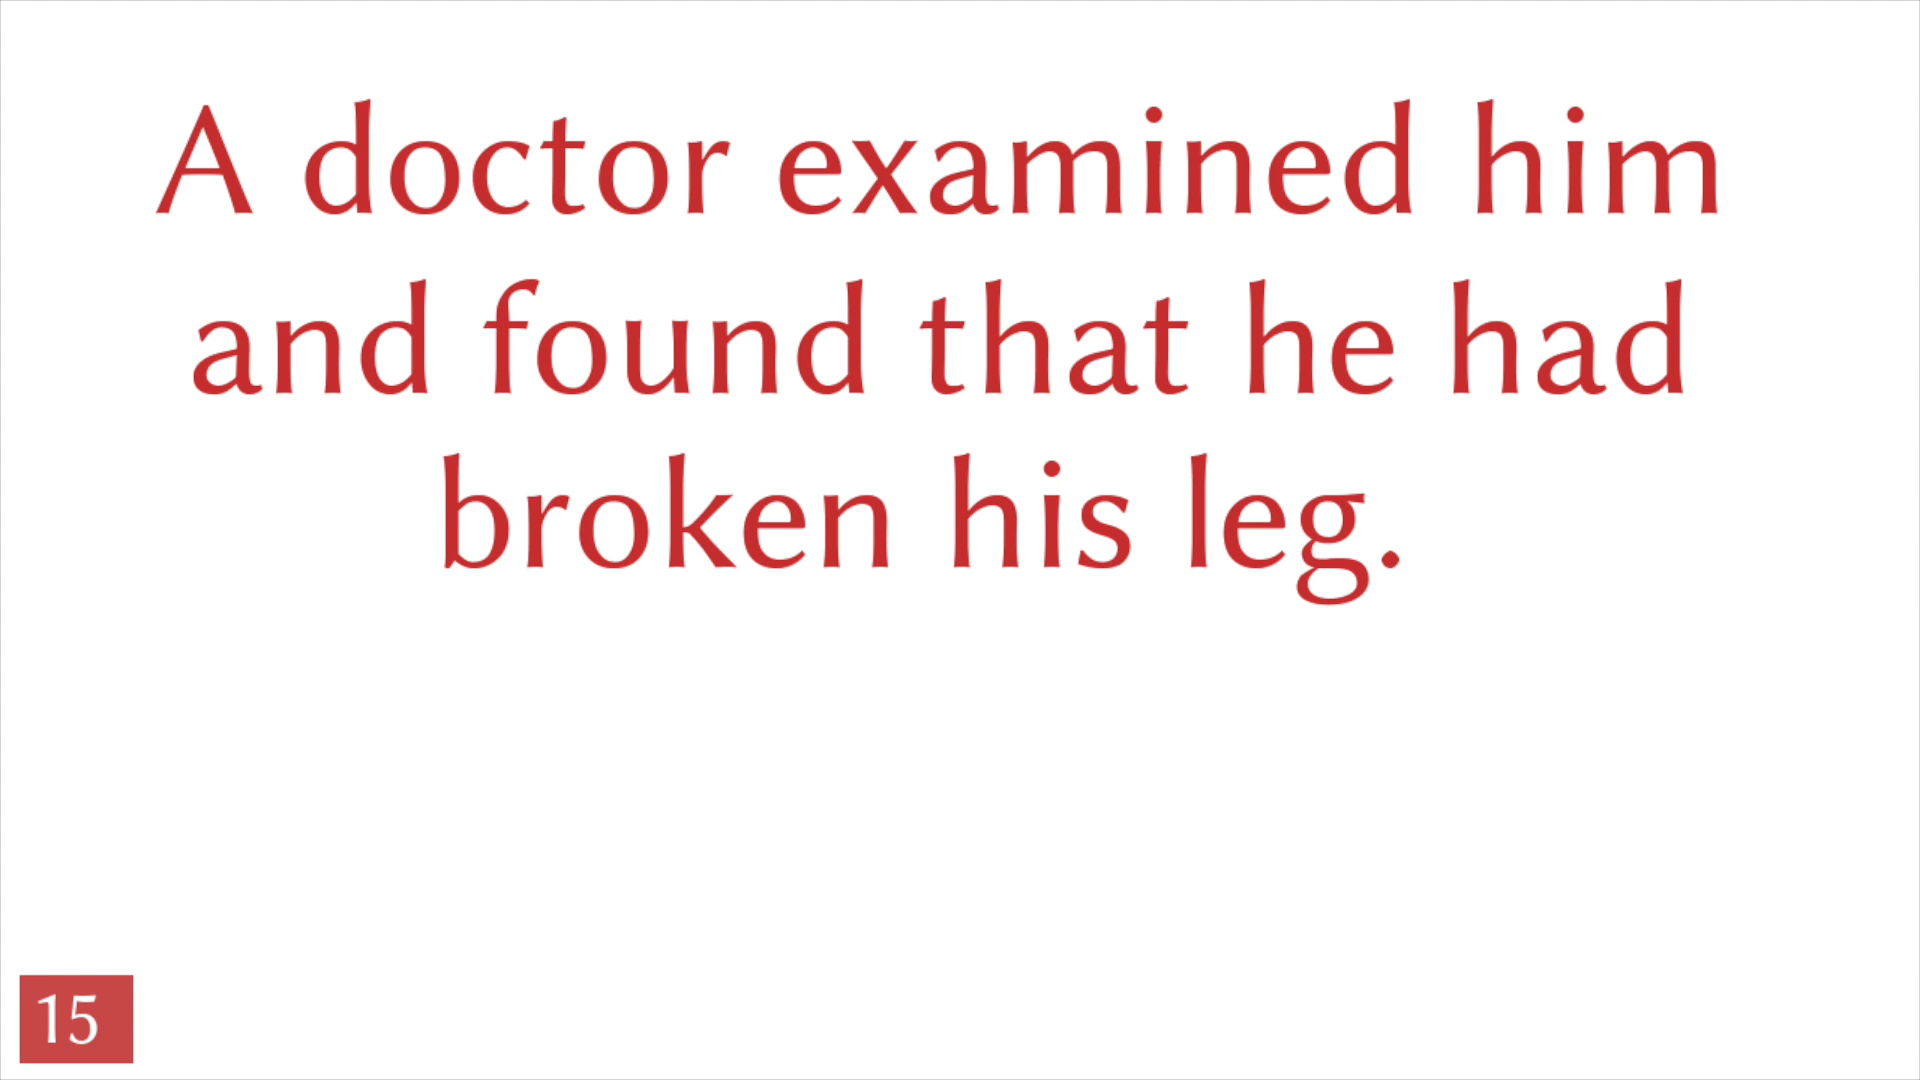 A doctor examined him
and found that he had
broken his leg.
15